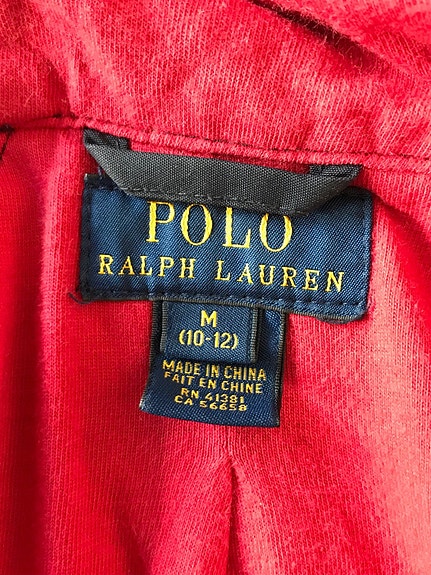 POLO
RALPH LAUREN
M
(10-12)
MADE IN CHINA
FAIT EN CHINE
RN 41381
CA 56658